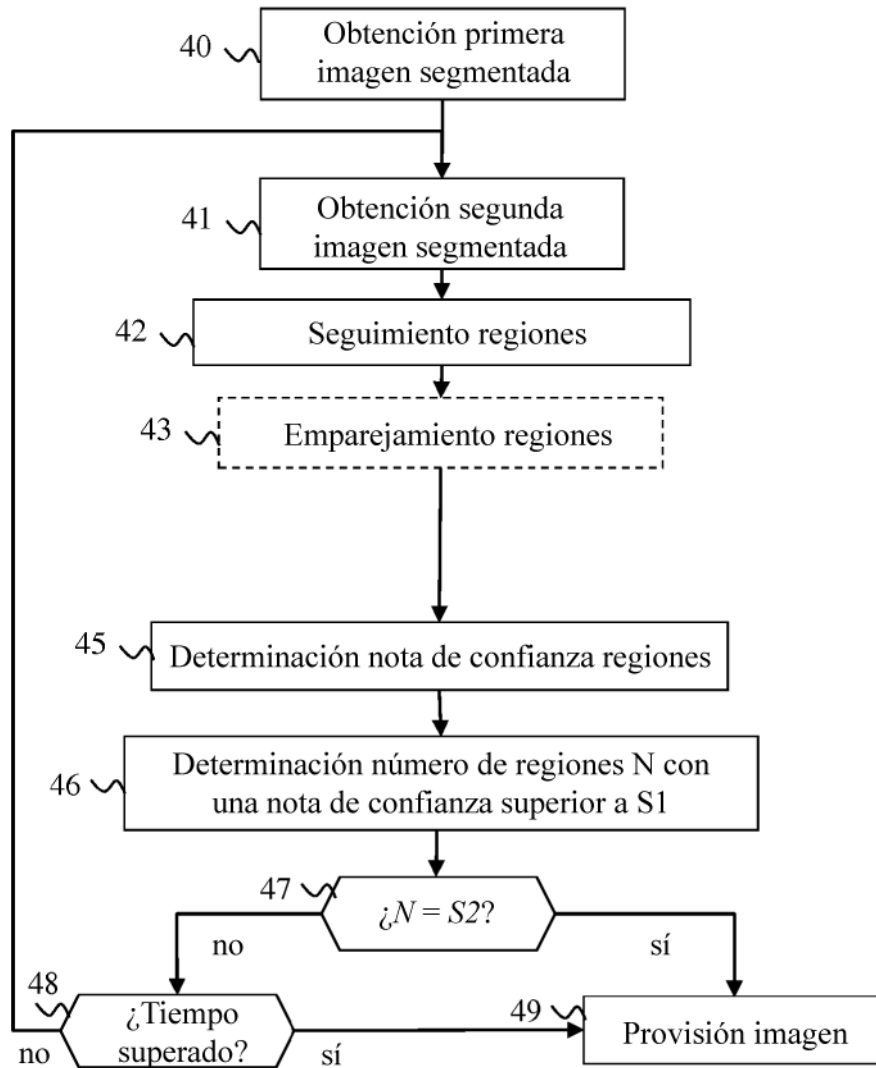 40
Obtención primera
imagen segmentada
41
Obtención segunda
imagen segmentada
42
Seguimiento regiones
43
Emparejamiento regiones
45
Determinación nota de confianza regiones
46
Determinación número de regiones N con
una nota de confianza superior a S1
47
¿N = S2?
no
sí
48
¿Tiempo
superado?
no
sí
49
Provisión imagen